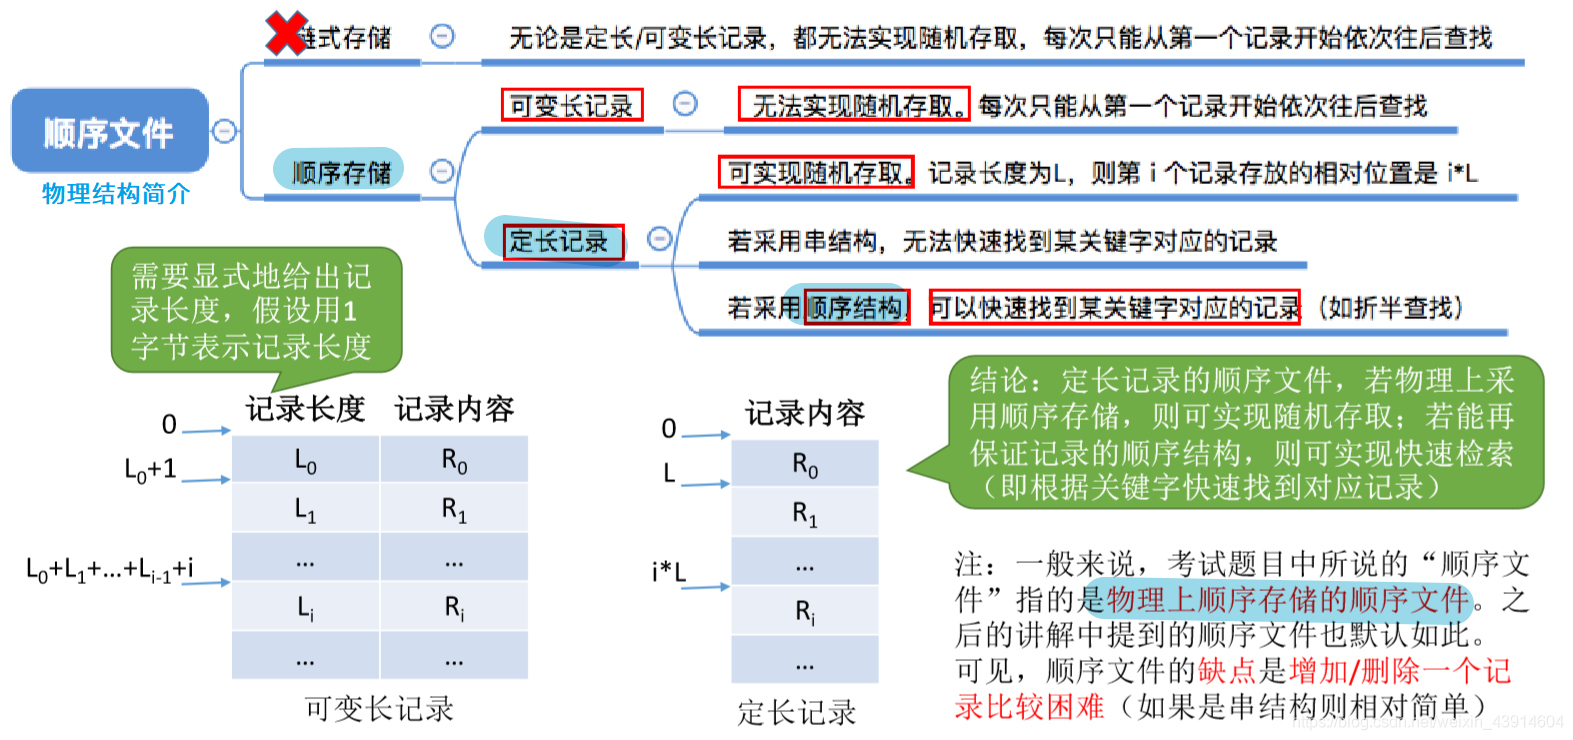 链式存储
无论是定长/可变长记录，都无法实现随机存取，每次只能从第一个记录开始依次往后查找
可变长记录
无法实现随机存取。每次只能从第一个记录开始依次往后查找
顺序文件
顺序存储
可实现随机存取。记录长度为L，则第 i 个记录存放的相对位置是 i*L
物理结构简介
定长记录
若采用串结构，无法快速找到某关键字对应的记录
若采用顺序结构，可以快速找到某关键字对应的记录（如折半查找）
需要显式地给出记
录长度，假设用1
字节表示记录长度
结论：定长记录的顺序文件，若物理上采
用顺序存储，则可实现随机存取；若能再
保证记录的顺序结构，则可实现快速检索
（即根据关键字快速找到对应记录）
记录长度 记录内容
0
L0 R0
L0+1
L1 R1
... ...
L0+L1+...+Li-1+i
Li Ri
... ...
可变长记录
记录内容
0
R0
L
R1
...
i*L
Ri
...
定长记录
注：一般来说，考试题目中所说的“顺序文
件”指的是物理上顺序存储的顺序文件。之
后的讲解中提到的顺序文件也默认如此。
可见，顺序文件的缺点是增加/删除一个记
录比较困难（如果是串结构则相对简单）
https://blog.csdn.net/weixin_43914604